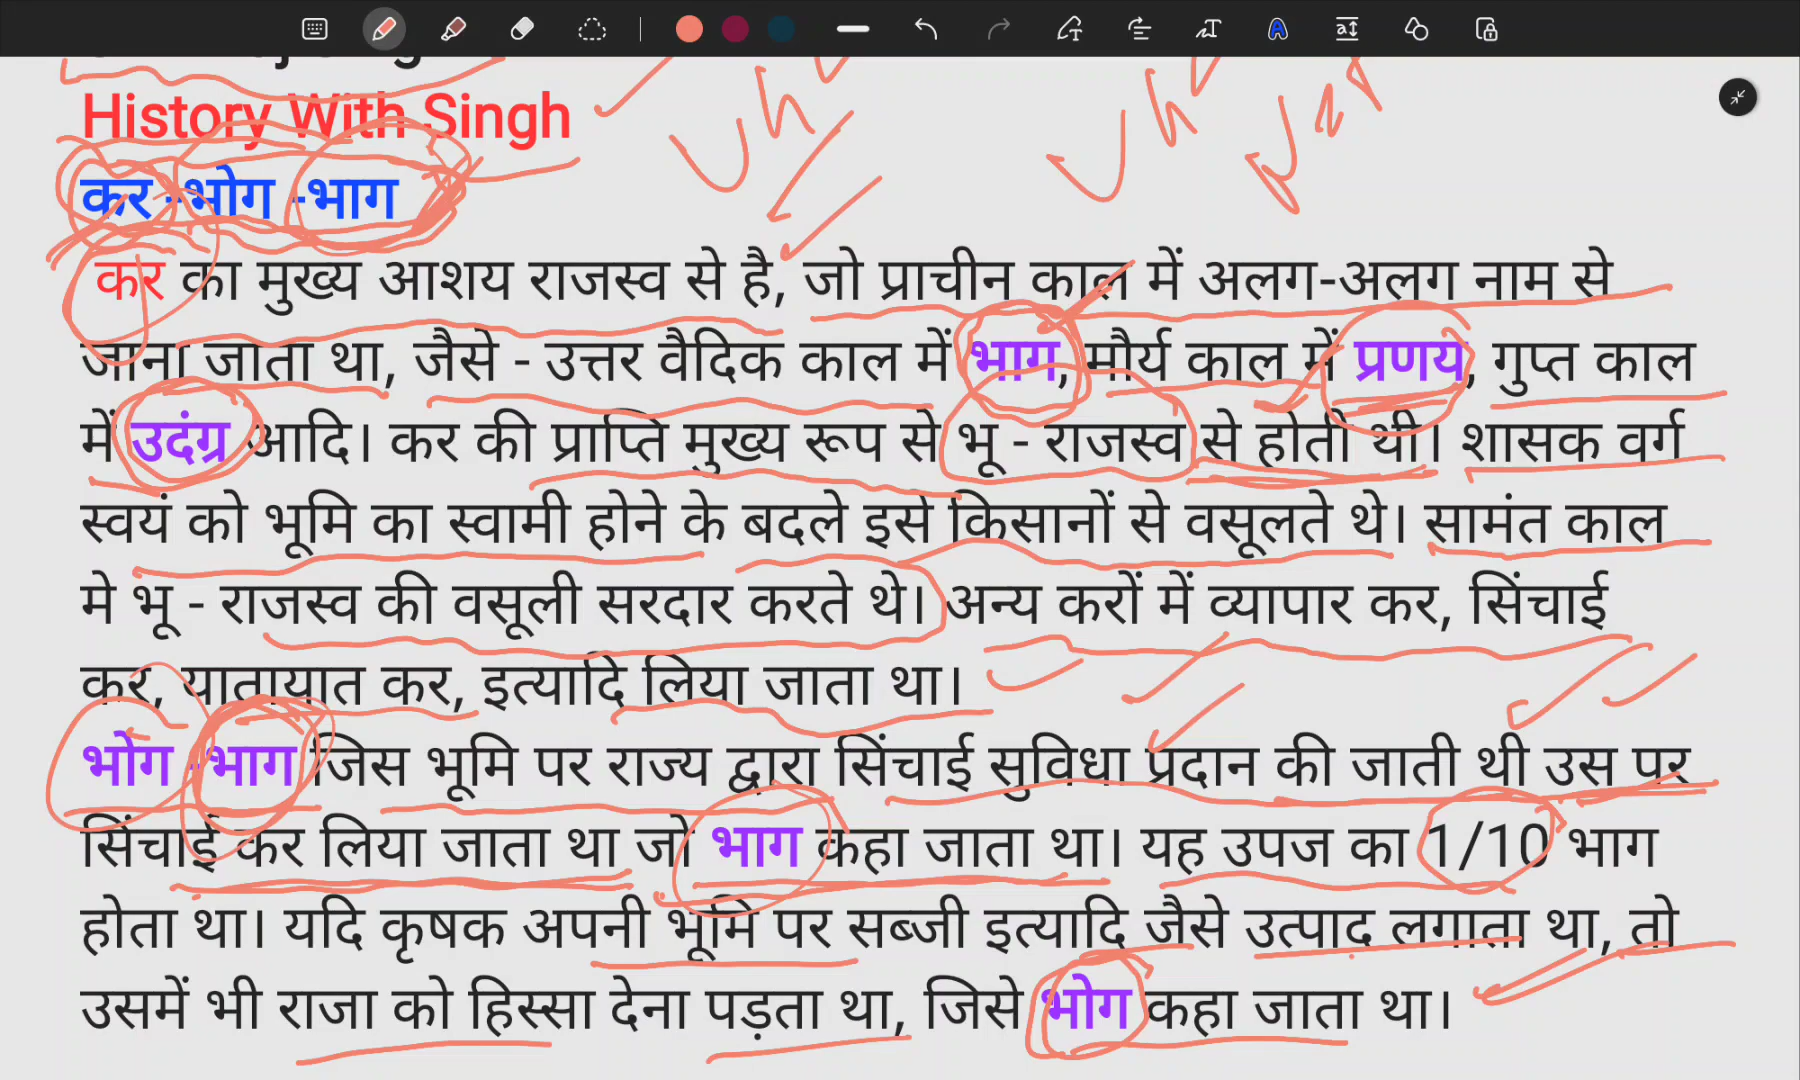 History With Singh
कर -भोग -भाग
कर का मुख्य आशय राजस्व से है, जो प्राचीन काल में अलग-अलग नाम से
जाना जाता था, जैसे - उत्तर वैदिक काल में भाग, मौर्य काल में प्रणय, गुप्त काल
में उदंग्र आदि। कर की प्राप्ति मुख्य रूप से भू - राजस्व से होती थी। शासक वर्ग
स्वयं को भूमि का स्वामी होने के बदले इसे किसानों से वसूलते थे। सामंत काल
मे भू - राजस्व की वसूली सरदार करते थे। अन्य करों में व्यापार कर, सिंचाई
कर, यातायात कर, इत्यादि लिया जाता था।
भोग -भाग जिस भूमि पर राज्य द्वारा सिंचाई सुविधा प्रदान की जाती थी उस पर
सिंचाई कर लिया जाता था जो भाग कहा जाता था। यह उपज का 1/10 भाग
होता था। यदि कृषक अपनी भूमि पर सब्जी इत्यादि जैसे उत्पाद लगाता था, तो
उसमें भी राजा को हिस्सा देना पड़ता था, जिसे भोग कहा जाता था।